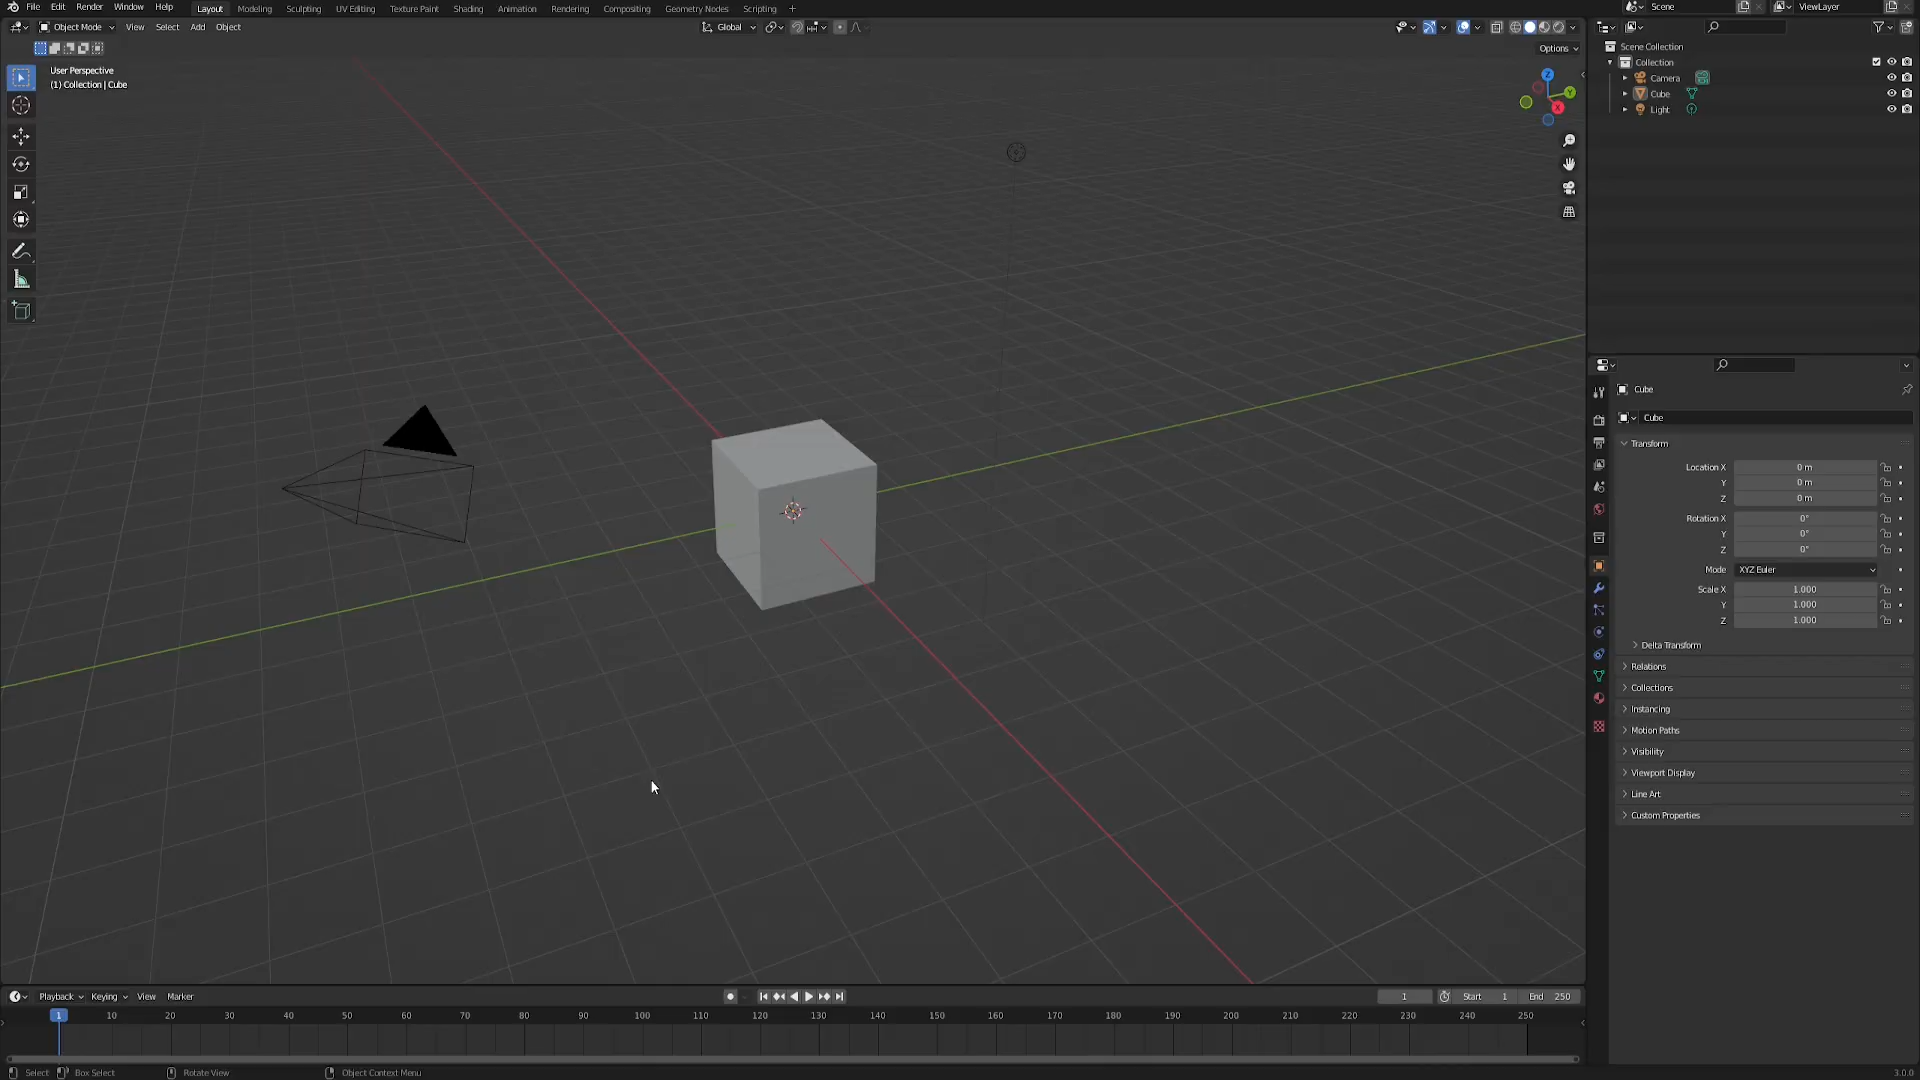 File Edit Render Window Help Layout Modeling Sculpting UV Editing Texture Paint Shading Animation Rendering Compositing Geometry Nodes Scripting + Scene ViewLayer
Object Mode View Select Add Object Global
Options
User Perspective
(1) Collection | Cube
Z
Y
X
Scene Collection
Collection
Camera
Cube
Light
Cube
Cube
Transform
Location X 0 m
Y 0 m
Z 0 m
Rotation X 0°
Y 0°
Z 0°
Mode XYZ Euler
Scale X 1.000
Y 1.000
Z 1.000
Delta Transform
Relations
Collections
Instancing
Motion Paths
Visibility
Viewport Display
Line Art
Custom Properties
Playback Keying View Marker 1 Start 1 End 250
1 10 20 30 40 50 60 70 80 90 100 110 120 130 140 150 160 170 180 190 200 210 220 230 240 250
Select Box Select Rotate View Object Context Menu 3.0.0